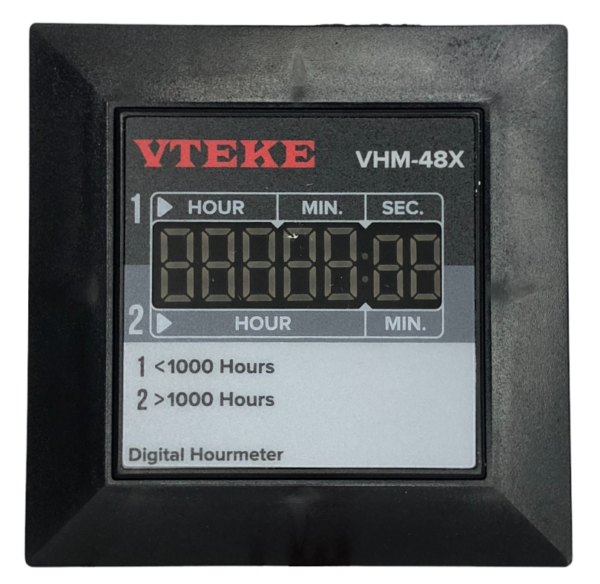 VTEKE
VHM-48X
1 HOUR MIN. SEC.
2 HOUR MIN.
1 <1000 Hours
2 >1000 Hours
Digital Hourmeter